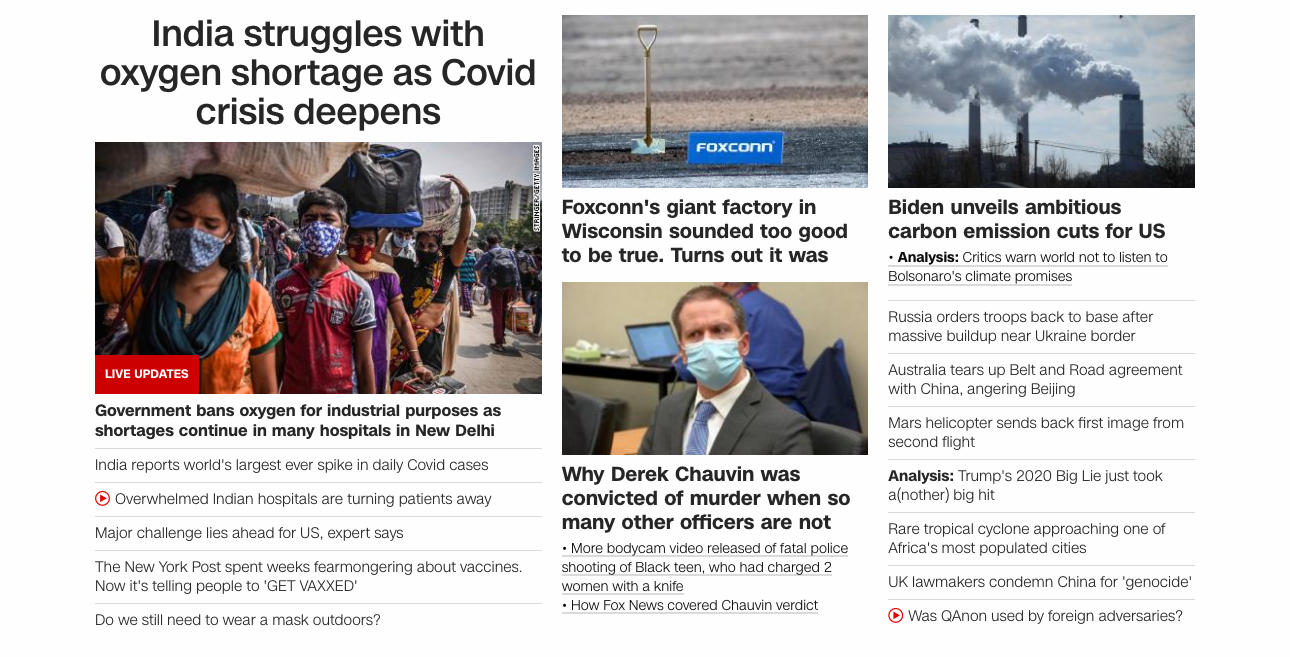 India struggles with
oxygen shortage as Covid
crisis deepens
STRINGER/GETTY IMAGES
LIVE UPDATES
Government bans oxygen for industrial purposes as
shortages continue in many hospitals in New Delhi
India reports world's largest ever spike in daily Covid cases
Overwhelmed Indian hospitals are turning patients away
Major challenge lies ahead for US, expert says
The New York Post spent weeks fearmongering about vaccines.
Now it's telling people to 'GET VAXXED'
Do we still need to wear a mask outdoors?
FOXCONN
Foxconn's giant factory in
Wisconsin sounded too good
to be true. Turns out it was
Why Derek Chauvin was
convicted of murder when so
many other officers are not
• More bodycam video released of fatal police
shooting of Black teen, who had charged 2
women with a knife
• How Fox News covered Chauvin verdict
Biden unveils ambitious
carbon emission cuts for US
• Analysis: Critics warn world not to listen to
Bolsonaro's climate promises
Russia orders troops back to base after
massive buildup near Ukraine border
Australia tears up Belt and Road agreement
with China, angering Beijing
Mars helicopter sends back first image from
second flight
Analysis: Trump's 2020 Big Lie just took
a(nother) big hit
Rare tropical cyclone approaching one of
Africa's most populated cities
UK lawmakers condemn China for 'genocide'
Was QAnon used by foreign adversaries?